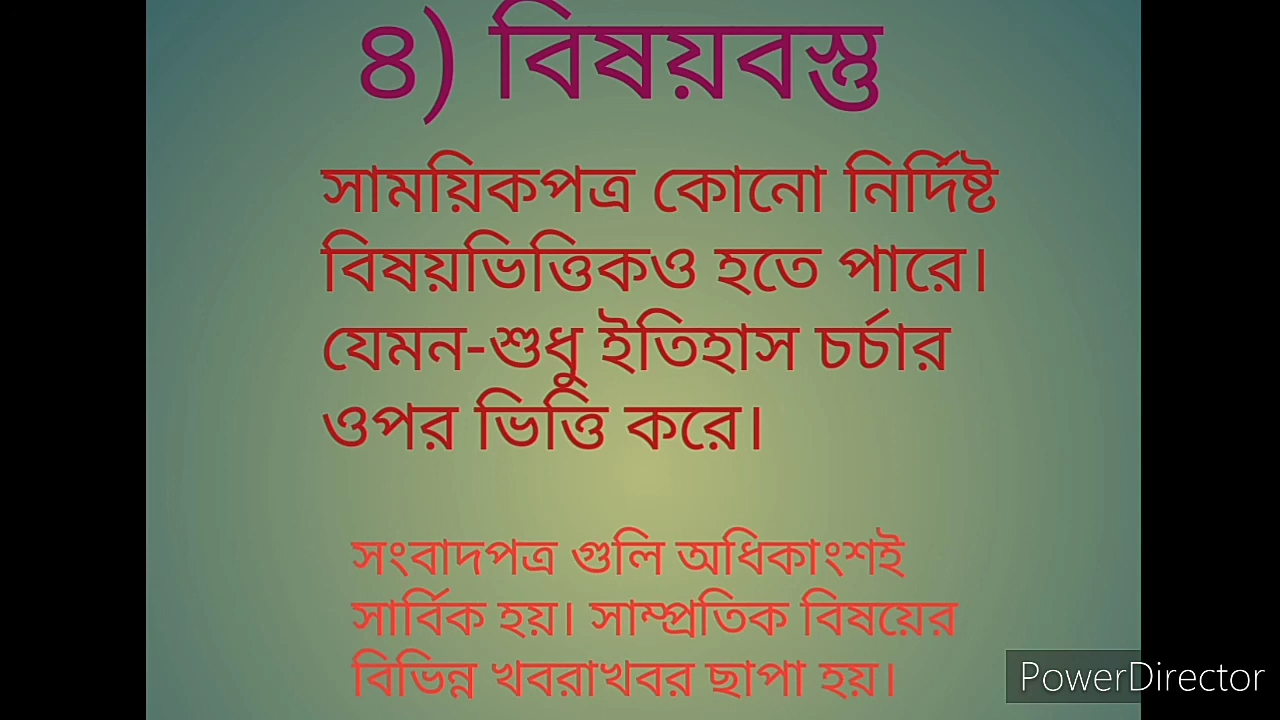 ৪) বিষয়বস্তু
সাময়িকপত্র কোনো নির্দিষ্ট
বিষয়ভিত্তিকও হতে পারে।
যেমন-শুধু ইতিহাস চর্চার
ওপর ভিত্তি করে।
সংবাদপত্র গুলি অধিকাংশই
সার্বিক হয়। সাম্প্রতিক বিষয়ের
বিভিন্ন খবরাখবর ছাপা হয়।
PowerDirector